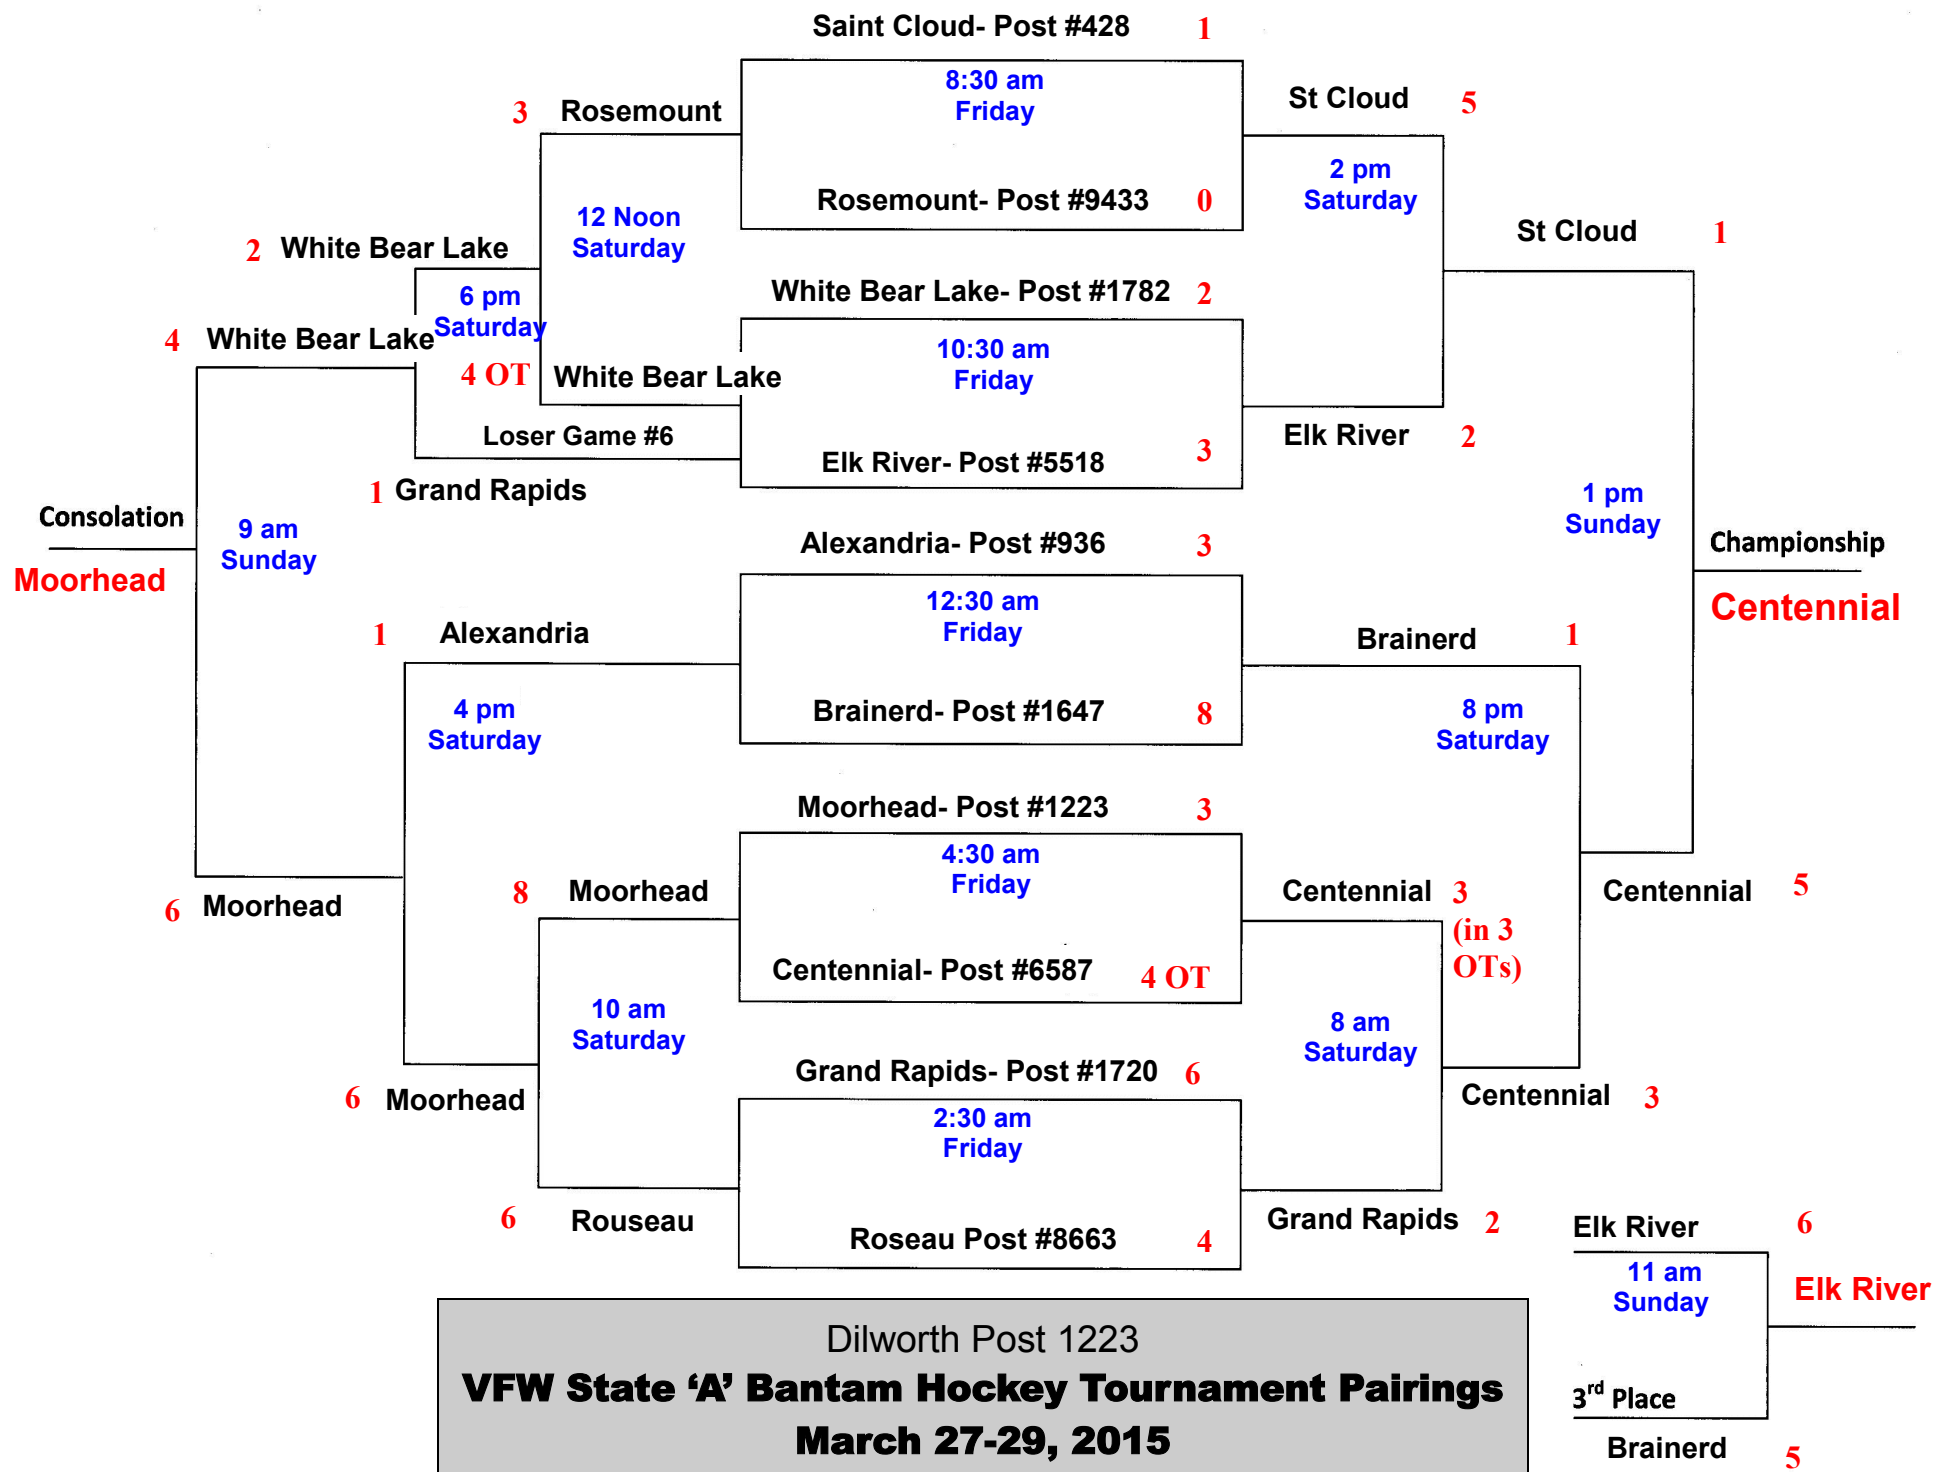 Saint Cloud- Post #428 1
8:30 am
Friday
3 Rosemount
St Cloud 5
Rosemount- Post #9433 0
2 pm
Saturday
12 Noon
Saturday
2 White Bear Lake
St Cloud 1
White Bear Lake- Post #1782 2
6 pm
Saturday
4 White Bear Lake
10:30 am
Friday
4 OT White Bear Lake
Loser Game #6
Elk River 2
Elk River- Post #5518 3
1 Grand Rapids
1 pm
Sunday
Consolation
9 am
Sunday
Moorhead
Alexandria- Post #936 3
Championship
Centennial
12:30 am
Friday
1 Alexandria
Brainerd 1
Brainerd- Post #1647 8
4 pm
Saturday
8 pm
Saturday
Moorhead- Post #1223 3
4:30 am
Friday
8 Moorhead
Centennial 3
(in 3
OTs)
Centennial 5
6 Moorhead
Centennial- Post #6587 4 OT
10 am
Saturday
8 am
Saturday
Grand Rapids- Post #1720 6
6 Moorhead
Centennial 3
2:30 am
Friday
6 Rouseau
Grand Rapids 2
Roseau Post #8663 4
Elk River 6
11 am
Sunday
Elk River
3rd Place
Brainerd 5
Dilworth Post 1223
VFW State ‘A’ Bantam Hockey Tournament Pairings
March 27-29, 2015